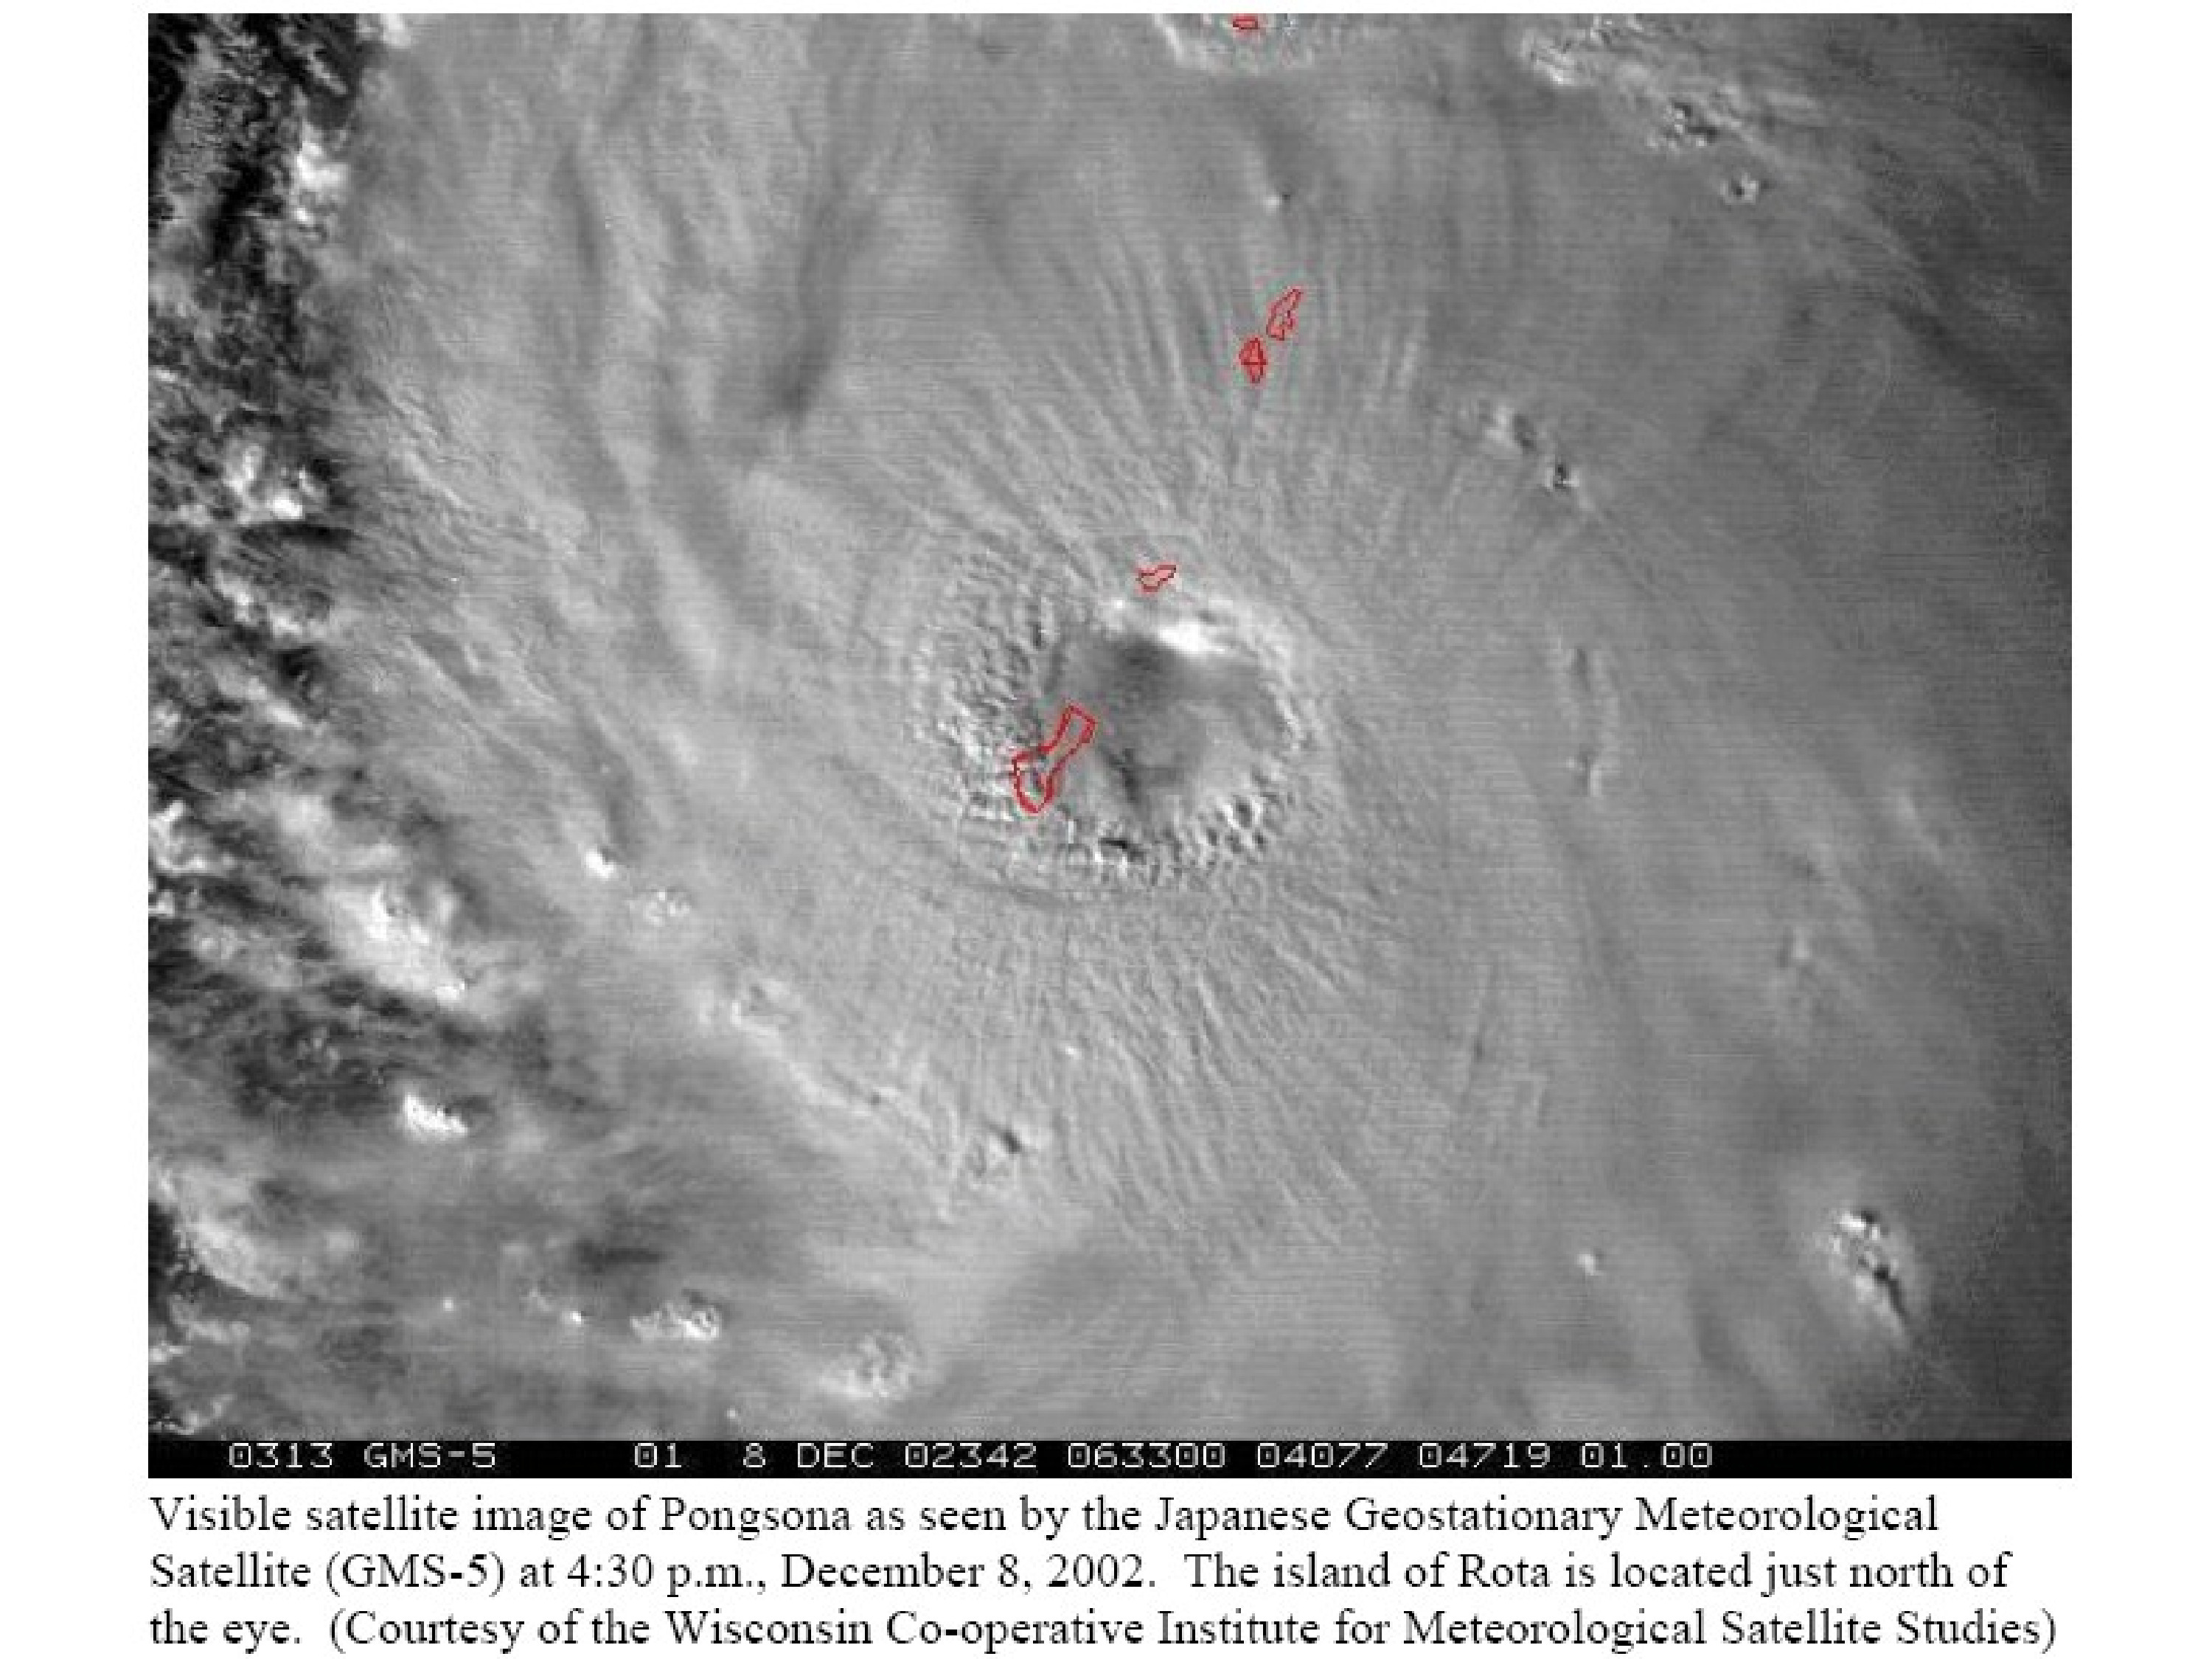 0313 GMS-5 01 8 DEC 02342 063300 04077 04719 01.00
Visible satellite image of Pongsona as seen by the Japanese Geostationary Meteorological
Satellite (GMS-5) at 4:30 p.m., December 8, 2002. The island of Rota is located just north of
the eye. (Courtesy of the Wisconsin Co-operative Institute for Meteorological Satellite Studies)